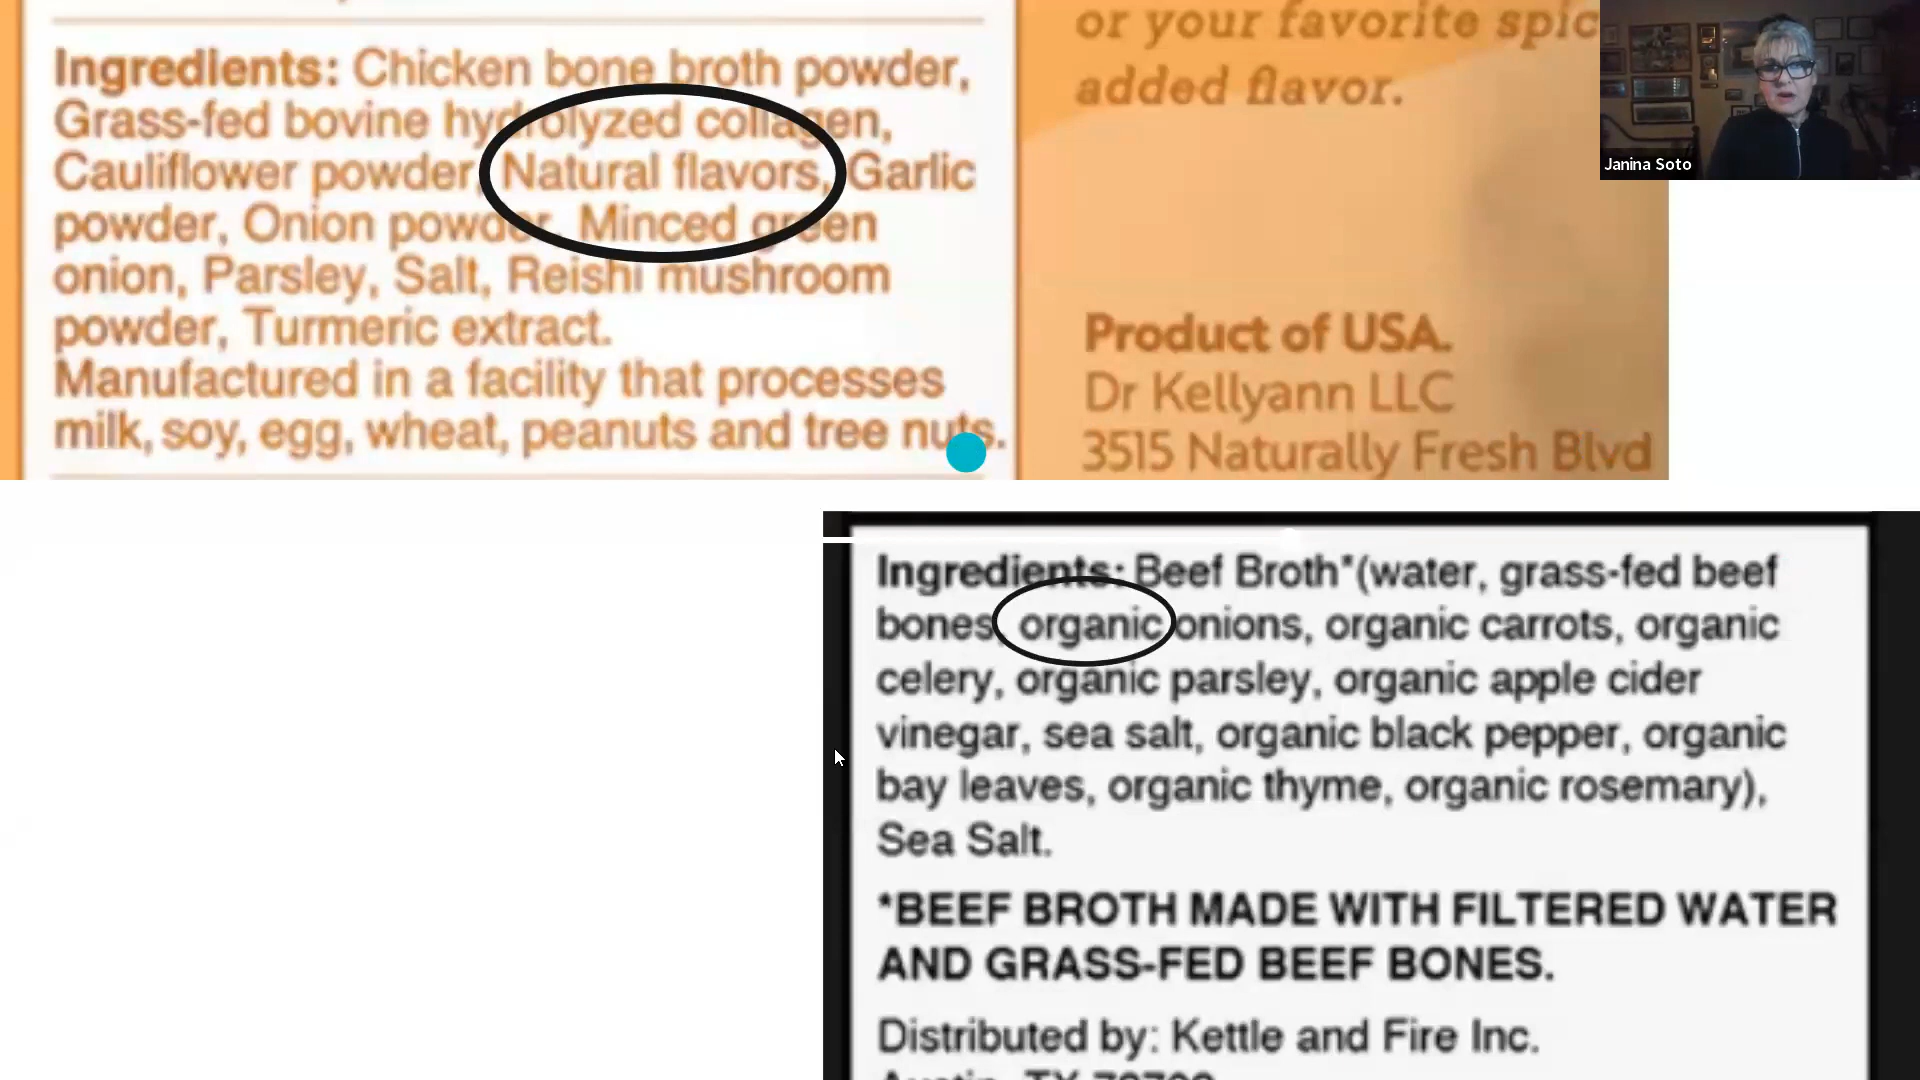 Ingredients: Chicken bone broth powder,
Grass-fed bovine hydrolyzed collagen,
Cauliflower powder, Natural flavors, Garlic
powder, Onion powder, Minced green
onion, Parsley, Salt, Reishi mushroom
powder, Turmeric extract.
Manufactured in a facility that processes
milk, soy, egg, wheat, peanuts and tree nuts.
or your favorite spic
added flavor.
Product of USA.
Dr Kellyann LLC
3515 Naturally Fresh Blvd
Janina Soto
Ingredients: Beef Broth*(water, grass-fed beef
bones, organic onions, organic carrots, organic
celery, organic parsley, organic apple cider
vinegar, sea salt, organic black pepper, organic
bay leaves, organic thyme, organic rosemary),
Sea Salt.
*BEEF BROTH MADE WITH FILTERED WATER
AND GRASS-FED BEEF BONES.
Distributed by: Kettle and Fire Inc.
Austin, TX